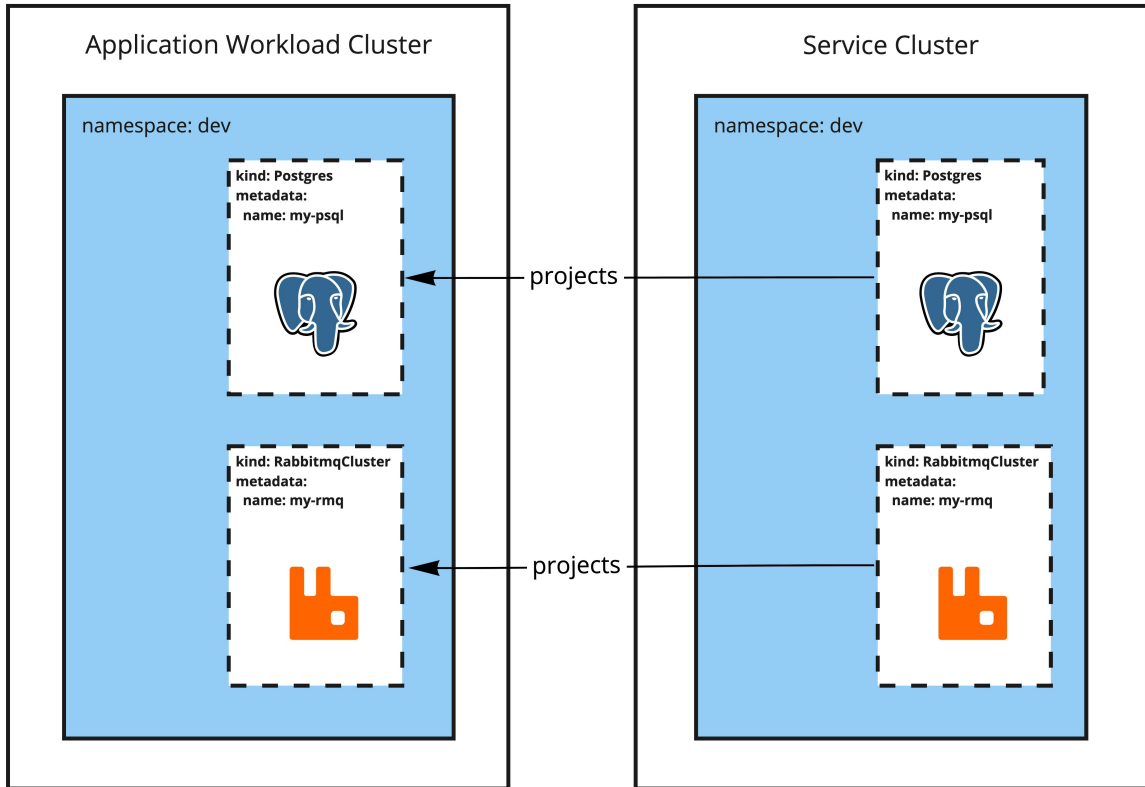 Application Workload Cluster
namespace: dev
kind: Postgres
metadata:
name: my-psql
kind: RabbitmqCluster
metadata:
name: my-rmq
projects
projects
Service Cluster
namespace: dev
kind: Postgres
metadata:
name: my-psql
kind: RabbitmqCluster
metadata:
name: my-rmq